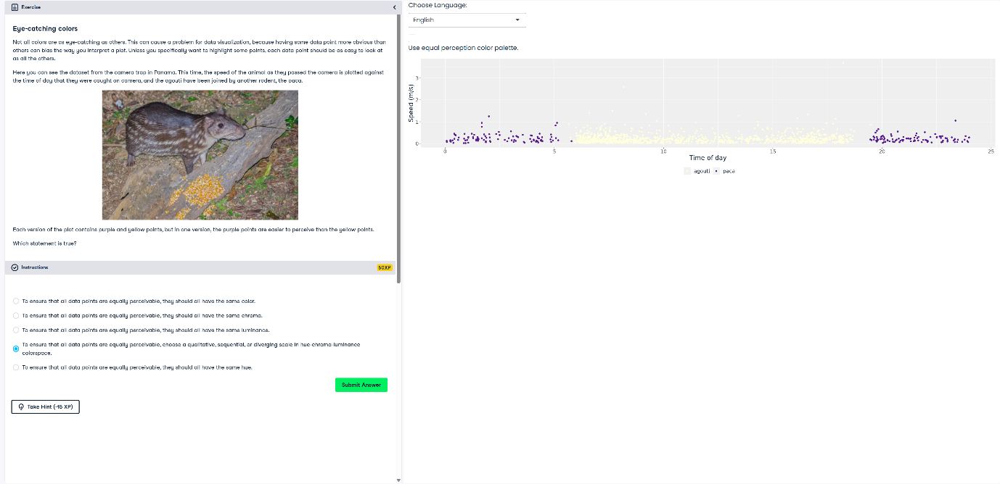 Exercise
Eye-catching colors
Not all colors are as eye-catching as others. This can cause a problem for data visualization, because having some data point more obvious than
others can bias the way you interpret a plot. Unless you specifically want to highlight some points, each data point should be as easy to look at
as all the others.
Here you can see the dataset from the camera trap in Panama. This time, the speed of the animal as they passed the camera is plotted against
the time of day that they were caught on camera, and the agouti have been joined by another rodent, the paca.
Each version of the plot contains purple and yellow points, but in one version, the purple points are easier to perceive than the yellow points.
Which statement is true?
Instructions
50XP
To ensure that all data points are equally perceivable, they should all have the same color.
To ensure that all data points are equally perceivable, they should all have the same chroma.
To ensure that all data points are equally perceivable, they should all have the same luminance.
To ensure that all data points are equally perceivable, choose a qualitative, sequential, or diverging scale in hue-chroma-luminance
colorspace.
To ensure that all data points are equally perceivable, they should all have the same hue.
Submit Answer
Take Hint (-15 XP)
Choose Language:
English
Use equal perception color palette.
3
2
1
0
Speed (m/s)
0 5 10 15 20 25
Time of day
agouti paca